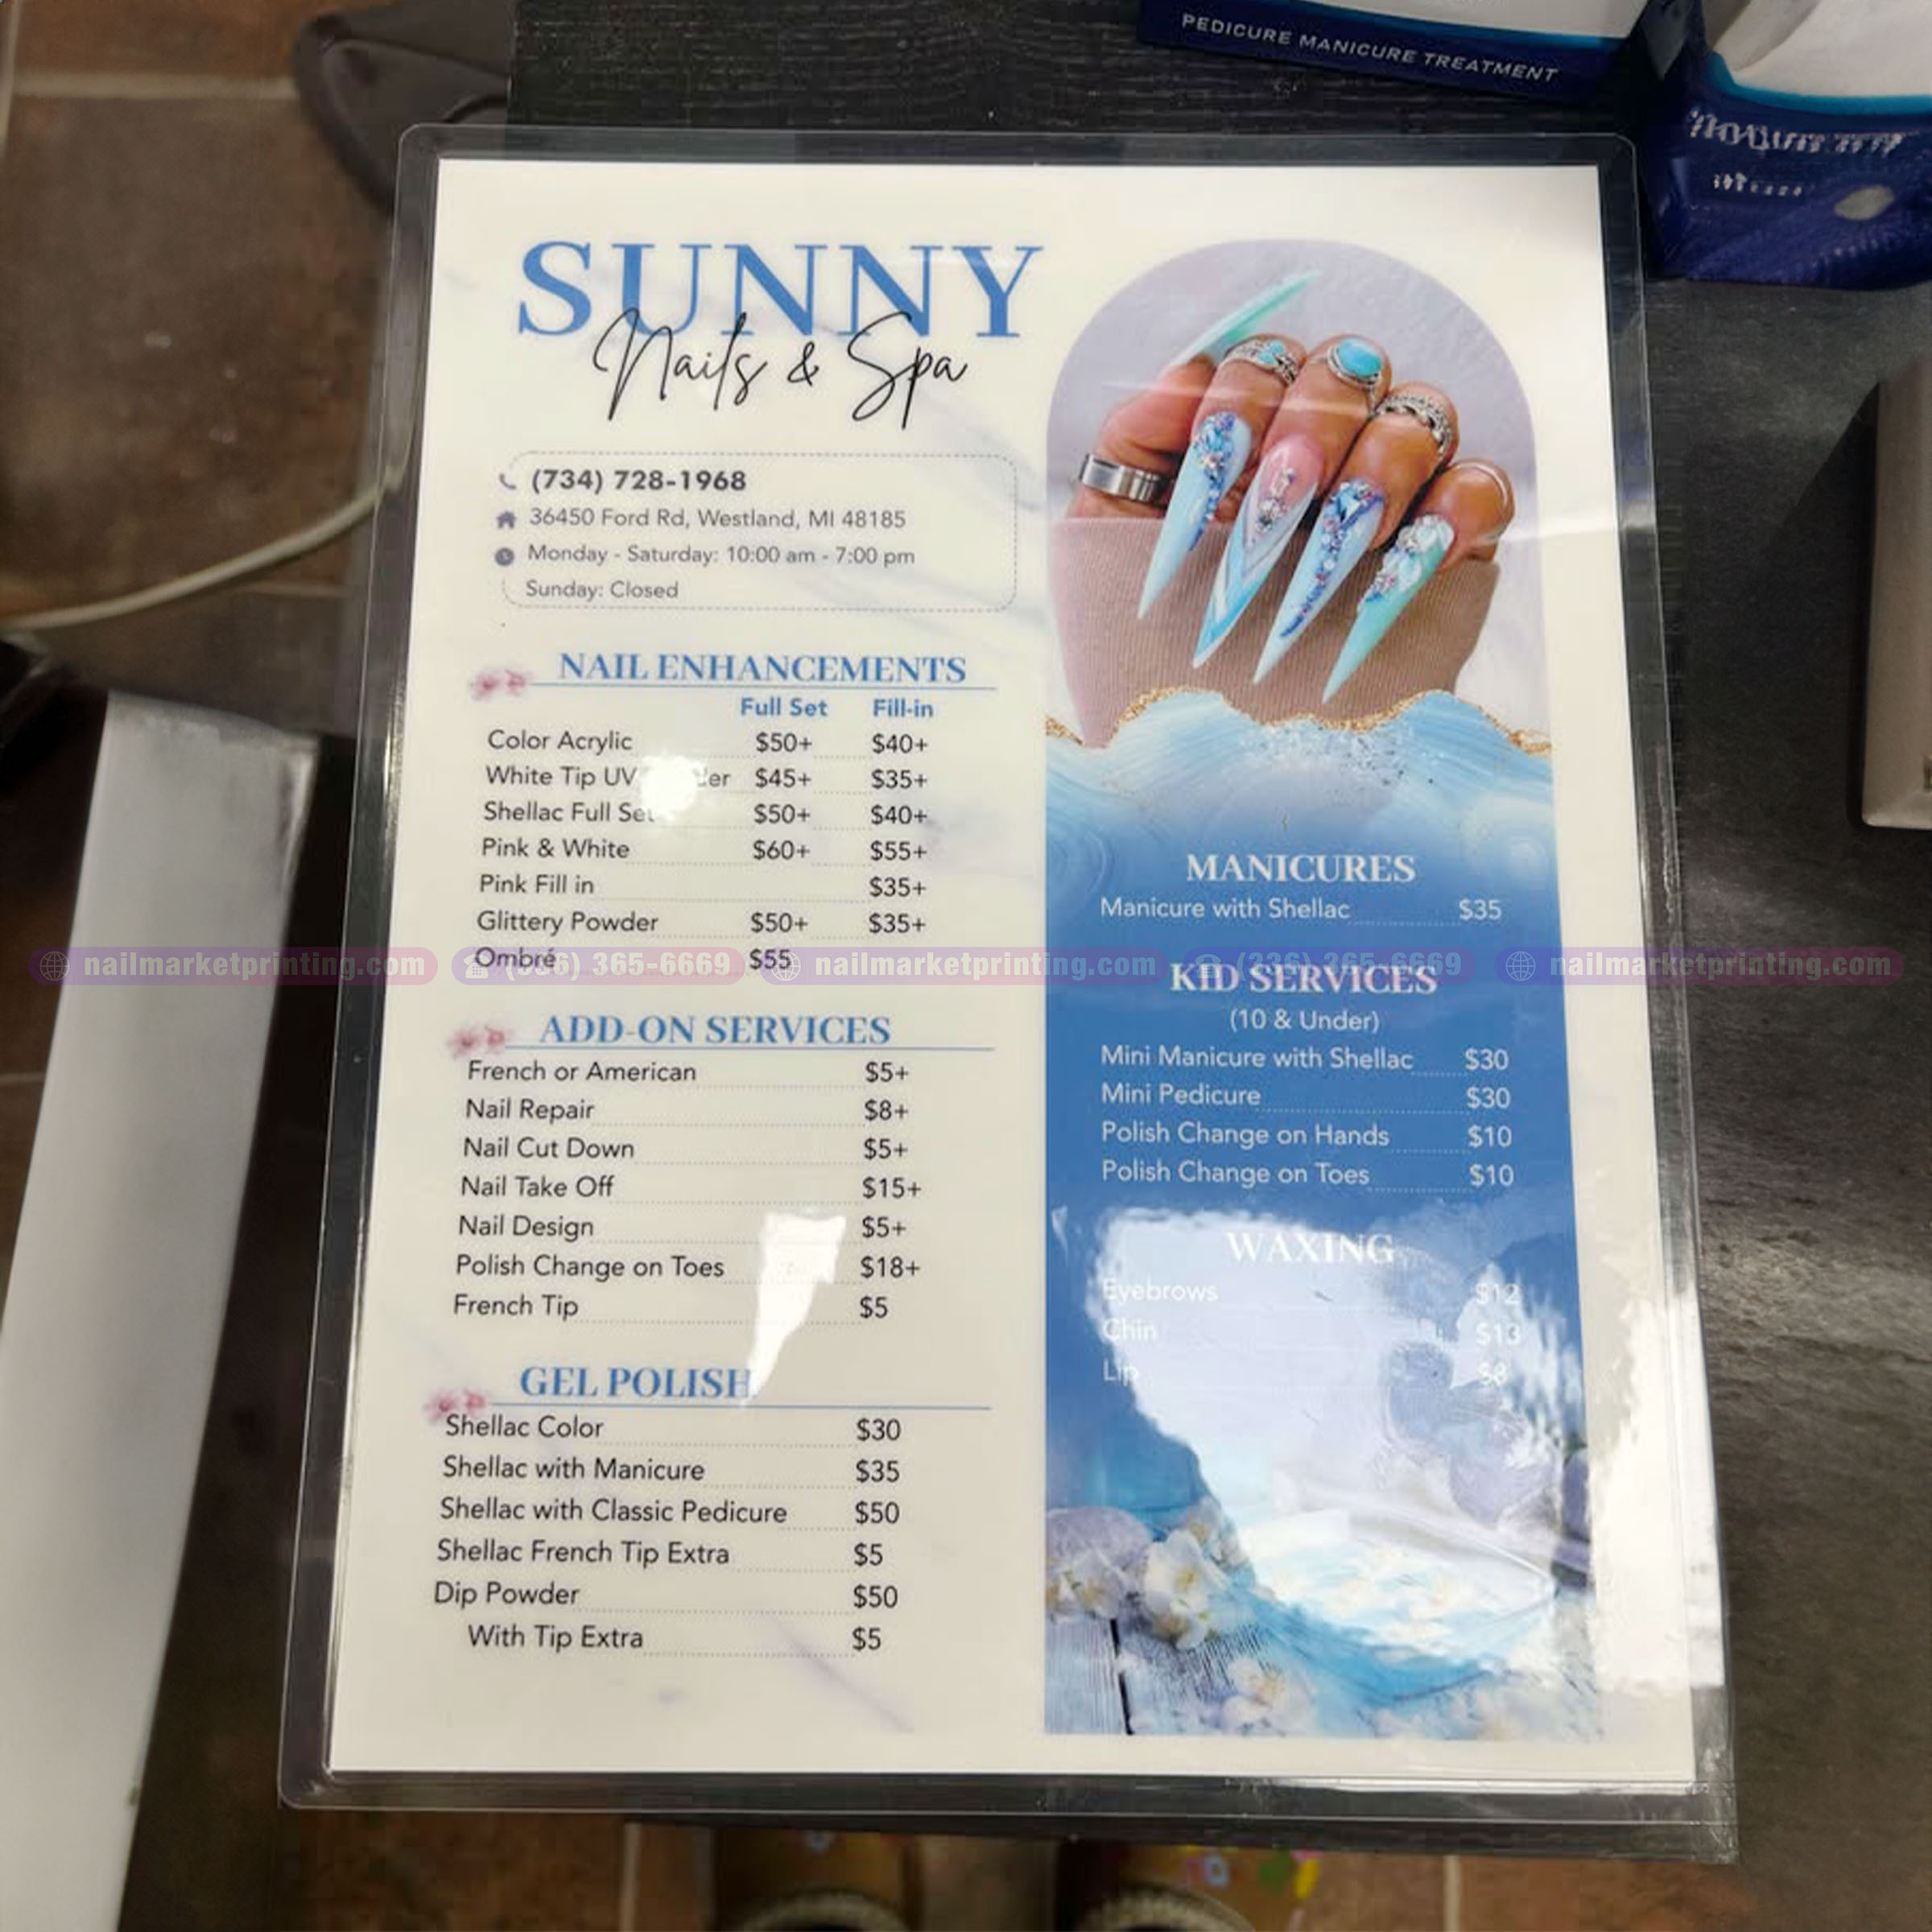 PEDICURE MANICURE TREATMENT
SUNNY
Nails & Spa
(734) 728-1968
36450 Ford Rd, Westland, MI 48185
Monday - Saturday: 10:00 am - 7:00 pm
Sunday: Closed
NAIL ENHANCEMENTS
Full Set Fill-in
Color Acrylic $50+ $40+
White Tip UV $45+ $35+
Shellac Full Set $50+ $40+
Pink & White $60+ $55+
Pink Fill in $35+
Glittery Powder $50+ $35+
Ombré $55
ADD-ON SERVICES
French or American $5+
Nail Repair $8+
Nail Cut Down $5+
Nail Take Off $15+
Nail Design $5+
Polish Change on Toes $18+
French Tip $5
GEL POLISH
Shellac Color $30
Shellac with Manicure $35
Shellac with Classic Pedicure $50
Shellac French Tip Extra $5
Dip Powder $50
With Tip Extra $5
MANICURES
Manicure with Shellac $35
KID SERVICES
(10 & Under)
Mini Manicure with Shellac $30
Mini Pedicure $30
Polish Change on Hands $10
Polish Change on Toes $10
WAXING
Eyebrows $12
Chin $13
Lip $8
nailmarketprinting.com (336) 365-6669 nailmarketprinting.com (336) 365-6669 nailmarketprinting.com